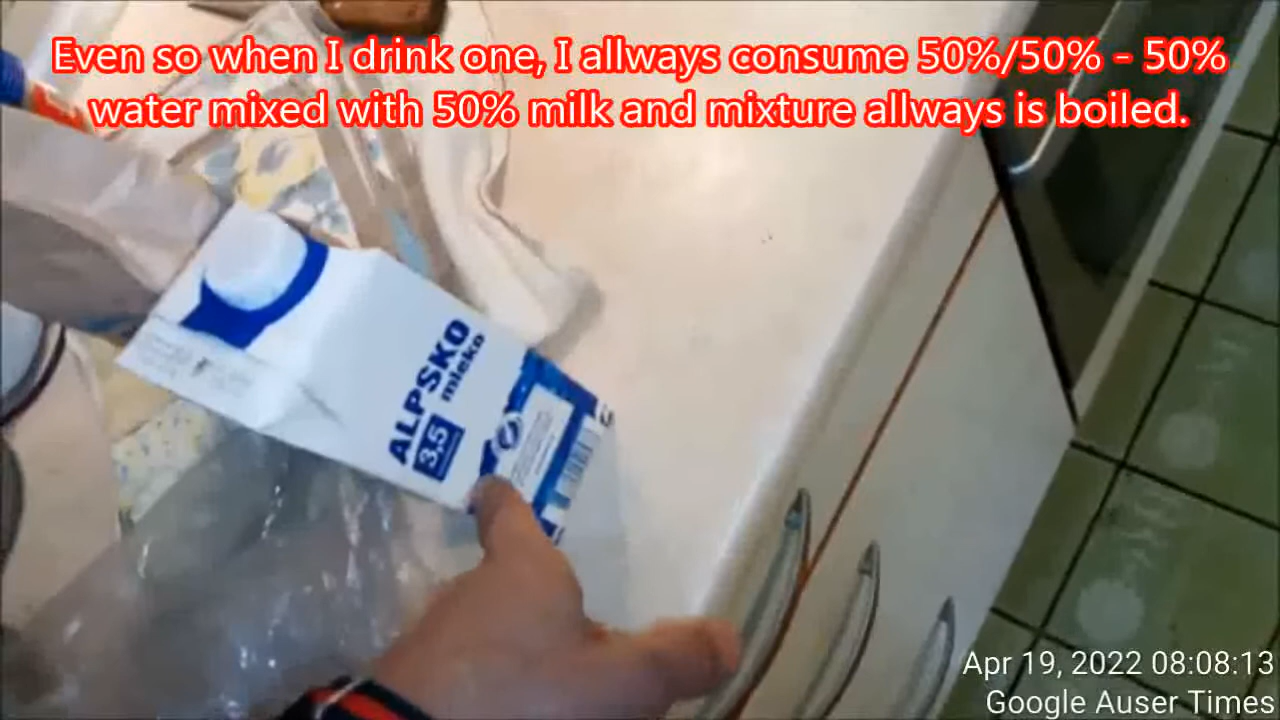 Even so when I drink one, I allways consume 50%/50% - 50%
water mixed with 50% milk and mixture allways is boiled.
ALPSKO
mleko
3,5
Apr 19, 2022 08:08:13
Google Auser Times